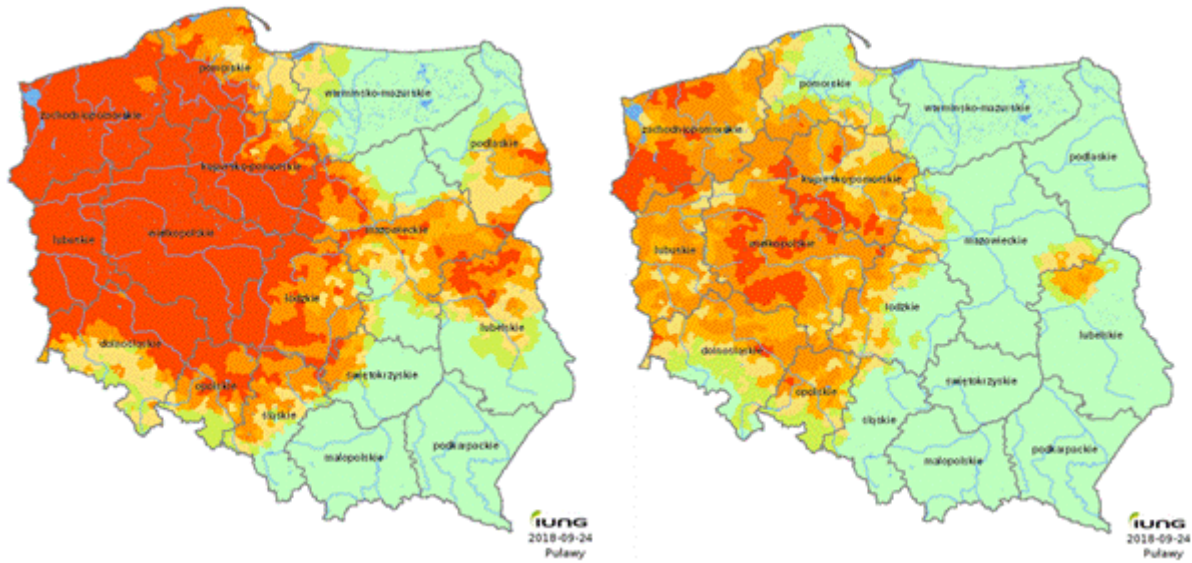 pomorskie
warminsko-mazurskie
zachodniopomorskie
podlaskie
kujawsko-pomorskie
mazowieckie
lubuskie
wielkopolskie
łódzkie
lubelskie
dolnośląskie
świętokrzyskie
opolskie
śląskie
podkarpackie
małopolskie
IUNG
2018-09-24
Puławy
pomorskie
warminsko-mazurskie
zachodniopomorskie
podlaskie
kujawsko-pomorskie
mazowieckie
lubuskie
wielkopolskie
łódzkie
lubelskie
dolnośląskie
świętokrzyskie
opolskie
śląskie
podkarpackie
małopolskie
IUNG
2018-09-24
Puławy